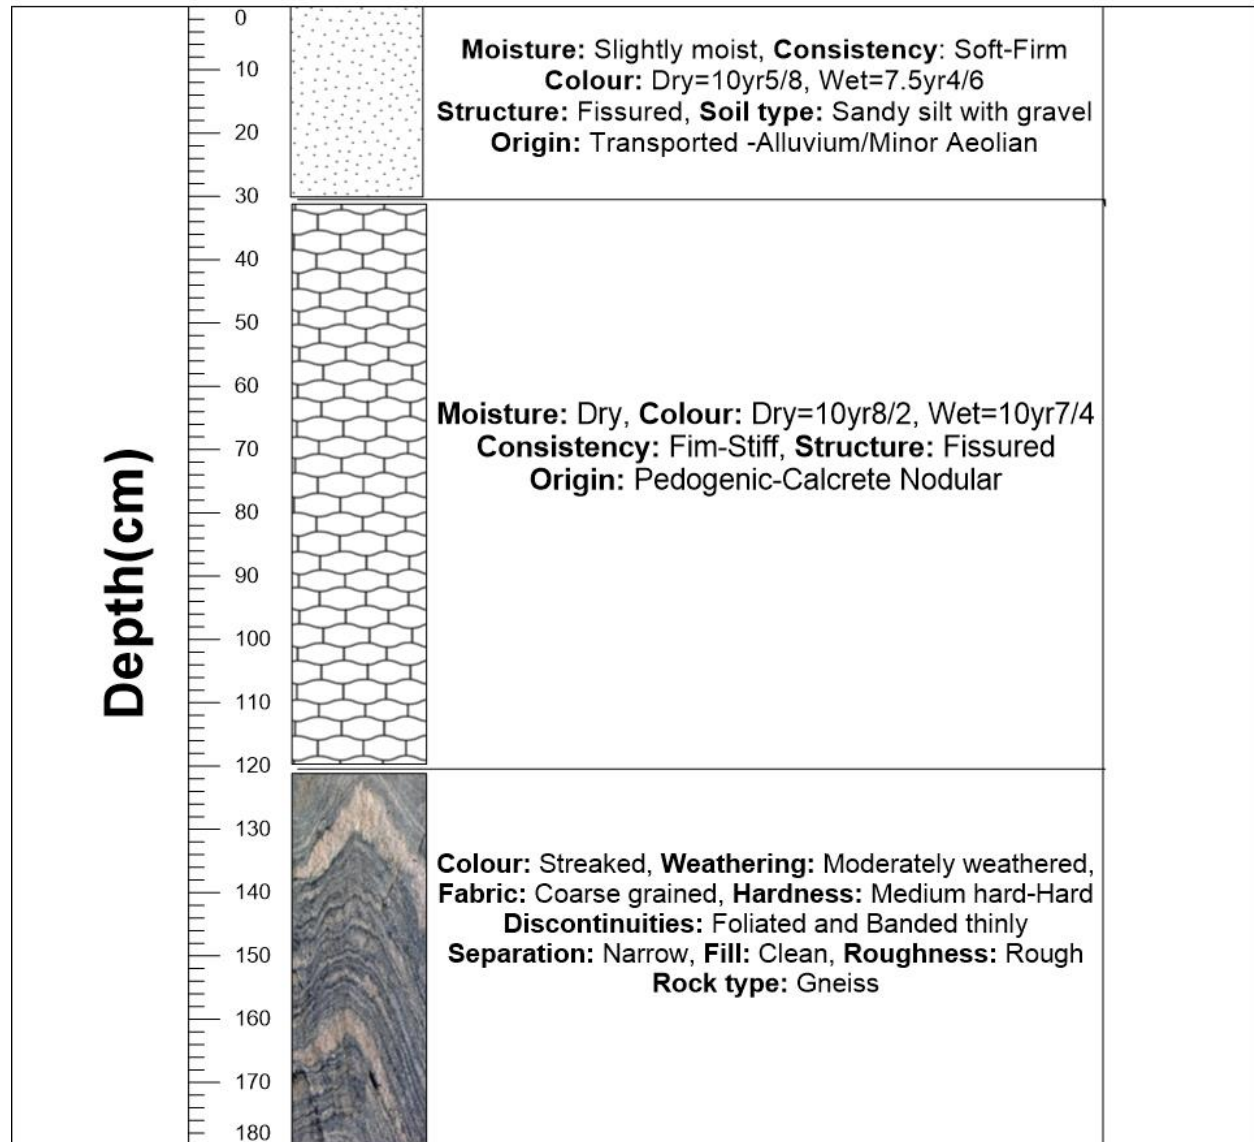 Depth(cm)
0
10
20
30
40
50
60
70
80
90
100
110
120
130
140
150
160
170
180
Moisture: Slightly moist, Consistency: Soft-Firm
Colour: Dry=10yr5/8, Wet=7.5yr4/6
Structure: Fissured, Soil type: Sandy silt with gravel
Origin: Transported -Alluvium/Minor Aeolian
Moisture: Dry, Colour: Dry=10yr8/2, Wet=10yr7/4
Consistency: Fim-Stiff, Structure: Fissured
Origin: Pedogenic-Calcrete Nodular
Colour: Streaked, Weathering: Moderately weathered,
Fabric: Coarse grained, Hardness: Medium hard-Hard
Discontinuities: Foliated and Banded thinly
Separation: Narrow, Fill: Clean, Roughness: Rough
Rock type: Gneiss